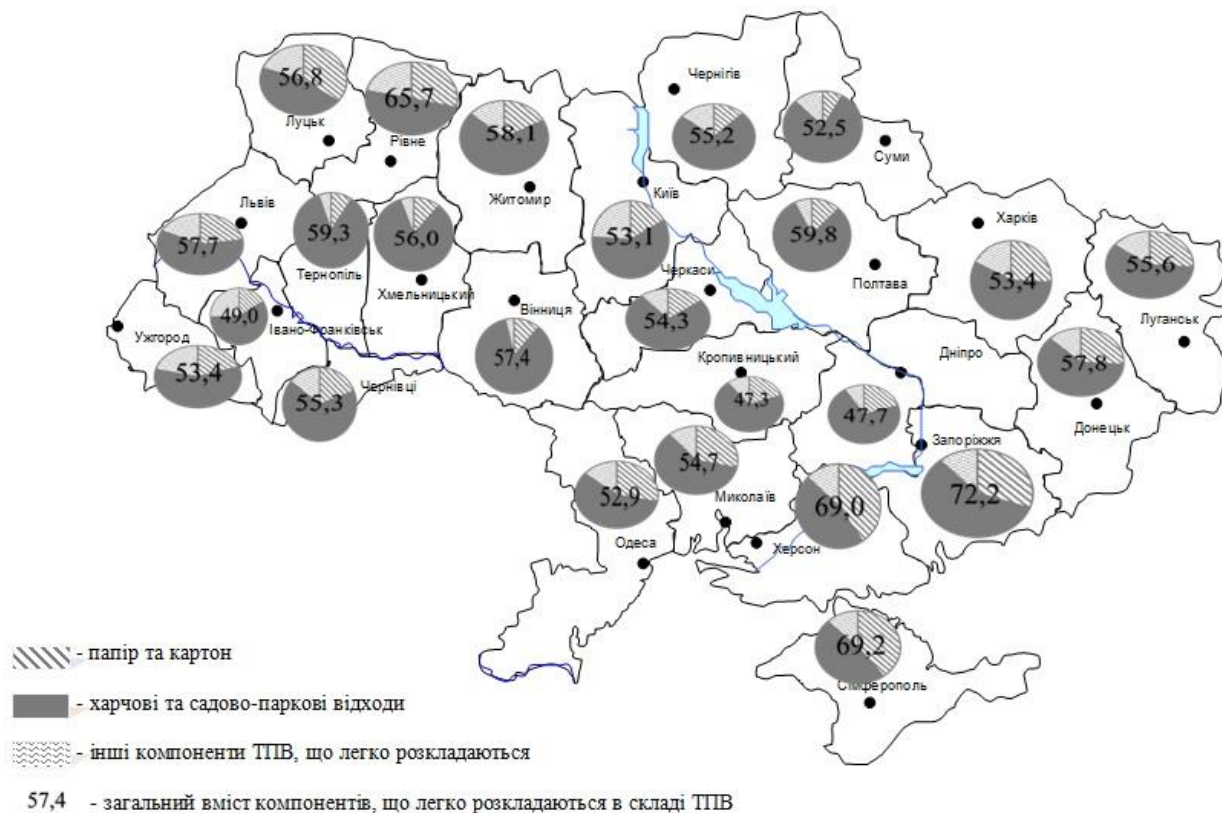 Чернігів
56,8
65,7
58,1
55,2
52,5
Луцьк
Рівне
Суми
Житомир
Київ
Львів
Харків
57,7
59,3
56,0
53,1
59,8
53,4
55,6
Тернопіль
Хмельницький
Черкаси
Полтава
49,0
Вінниця
54,3
Луганськ
Ужгород
Івано-Франківськ
57,4
Кропивницький
Дніпро
57,8
53,4
Чернівці
55,3
47,3
47,7
Донецьк
Запоріжжя
54,7
52,9
Миколаїв
69,0
72,2
Одеса
Херсон
69,2
Сімферополь
- папір та картон
- харчові та садово-паркові відходи
- інші компоненти ТПВ, що легко розкладаються
57,4 - загальний вміст компонентів, що легко розкладаються в складі ТПВ